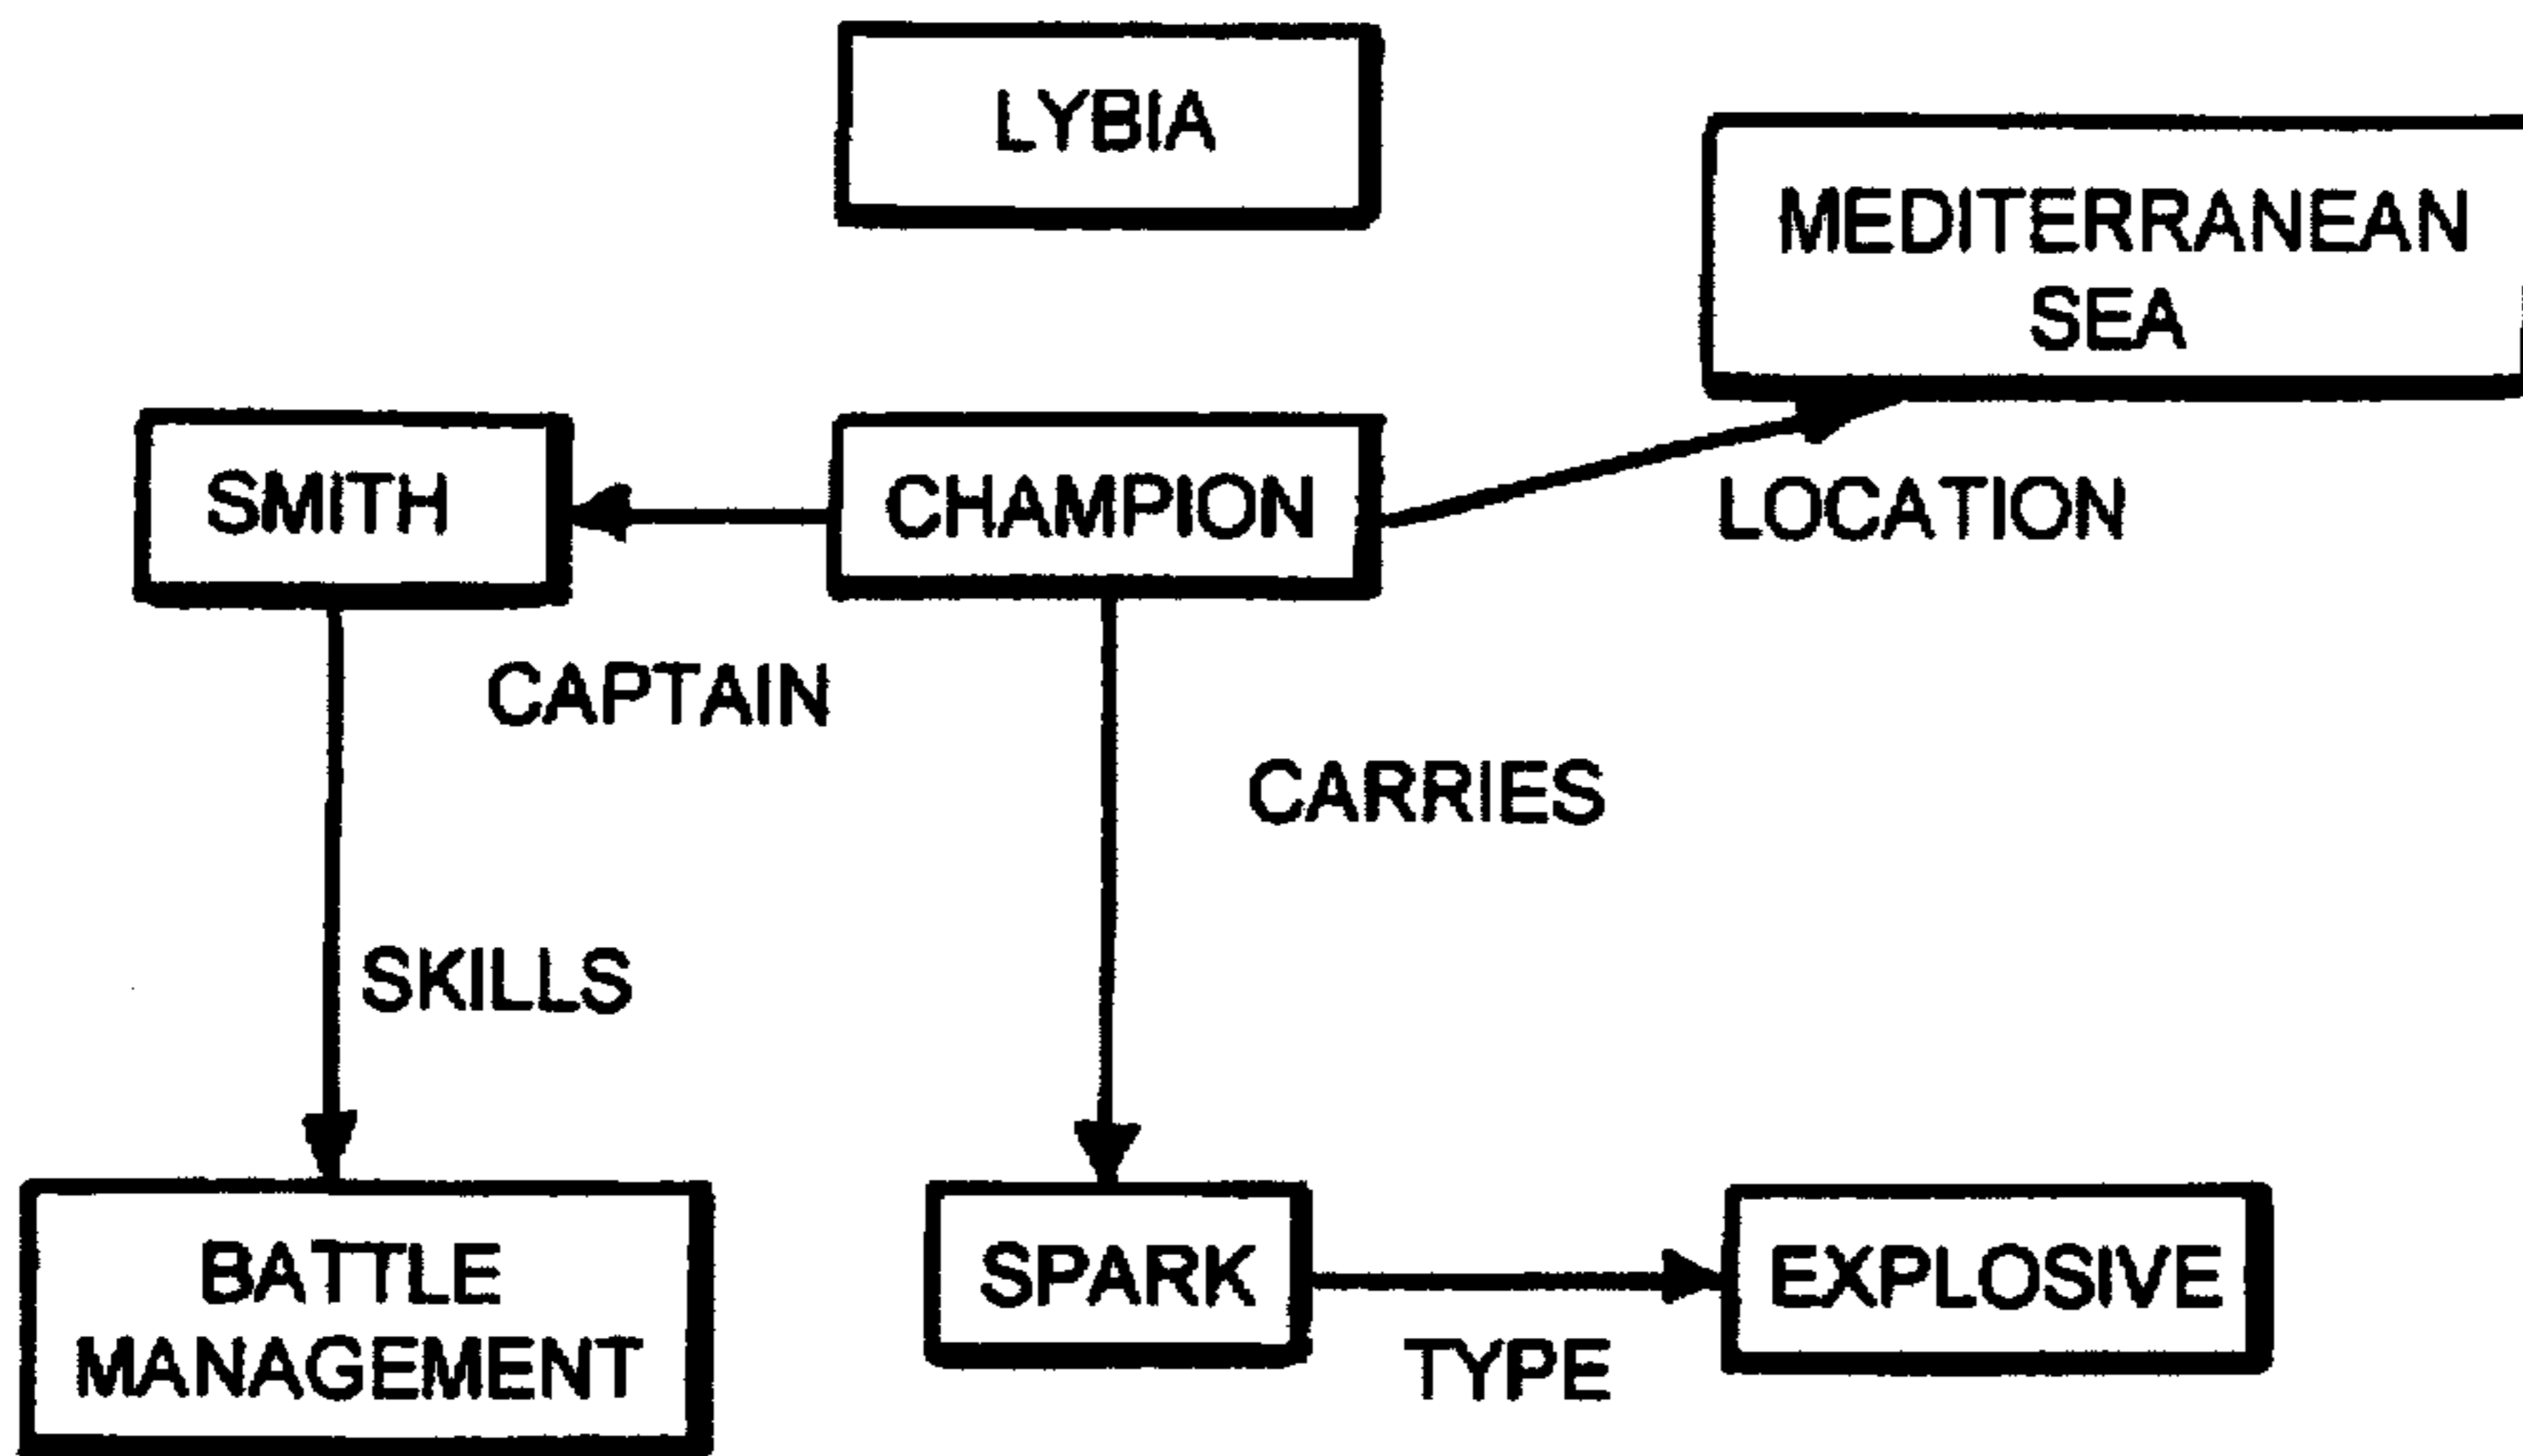 LYBIA
MEDITERRANEAN
SEA
SMITH
CHAMPION
LOCATION
CAPTAIN
CARRIES
SKILLS
BATTLE
MANAGEMENT
SPARK
EXPLOSIVE
TYPE